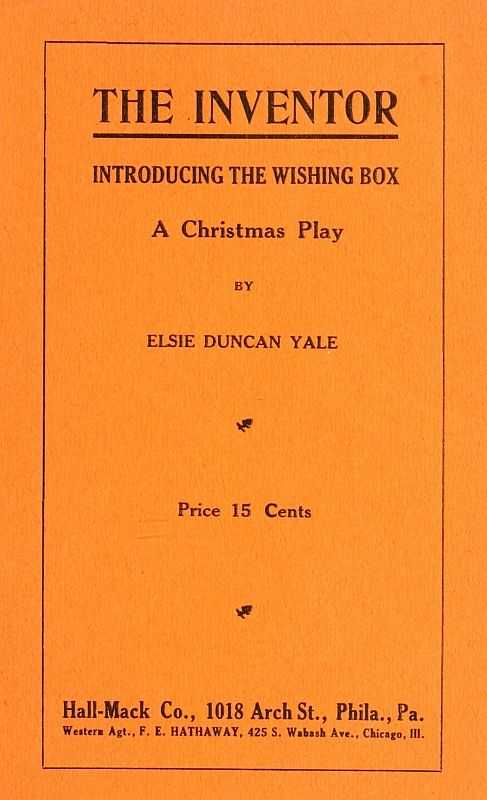 THE INVENTOR
INTRODUCING THE WISHING BOX
A Christmas Play
BY
ELSIE DUNCAN YALE
Price 15 Cents
Hall-Mack Co., 1018 Arch St., Phila., Pa.
Western Agt., F. E. HATHAWAY, 425 S. Wabash Ave., Chicago, Ill.